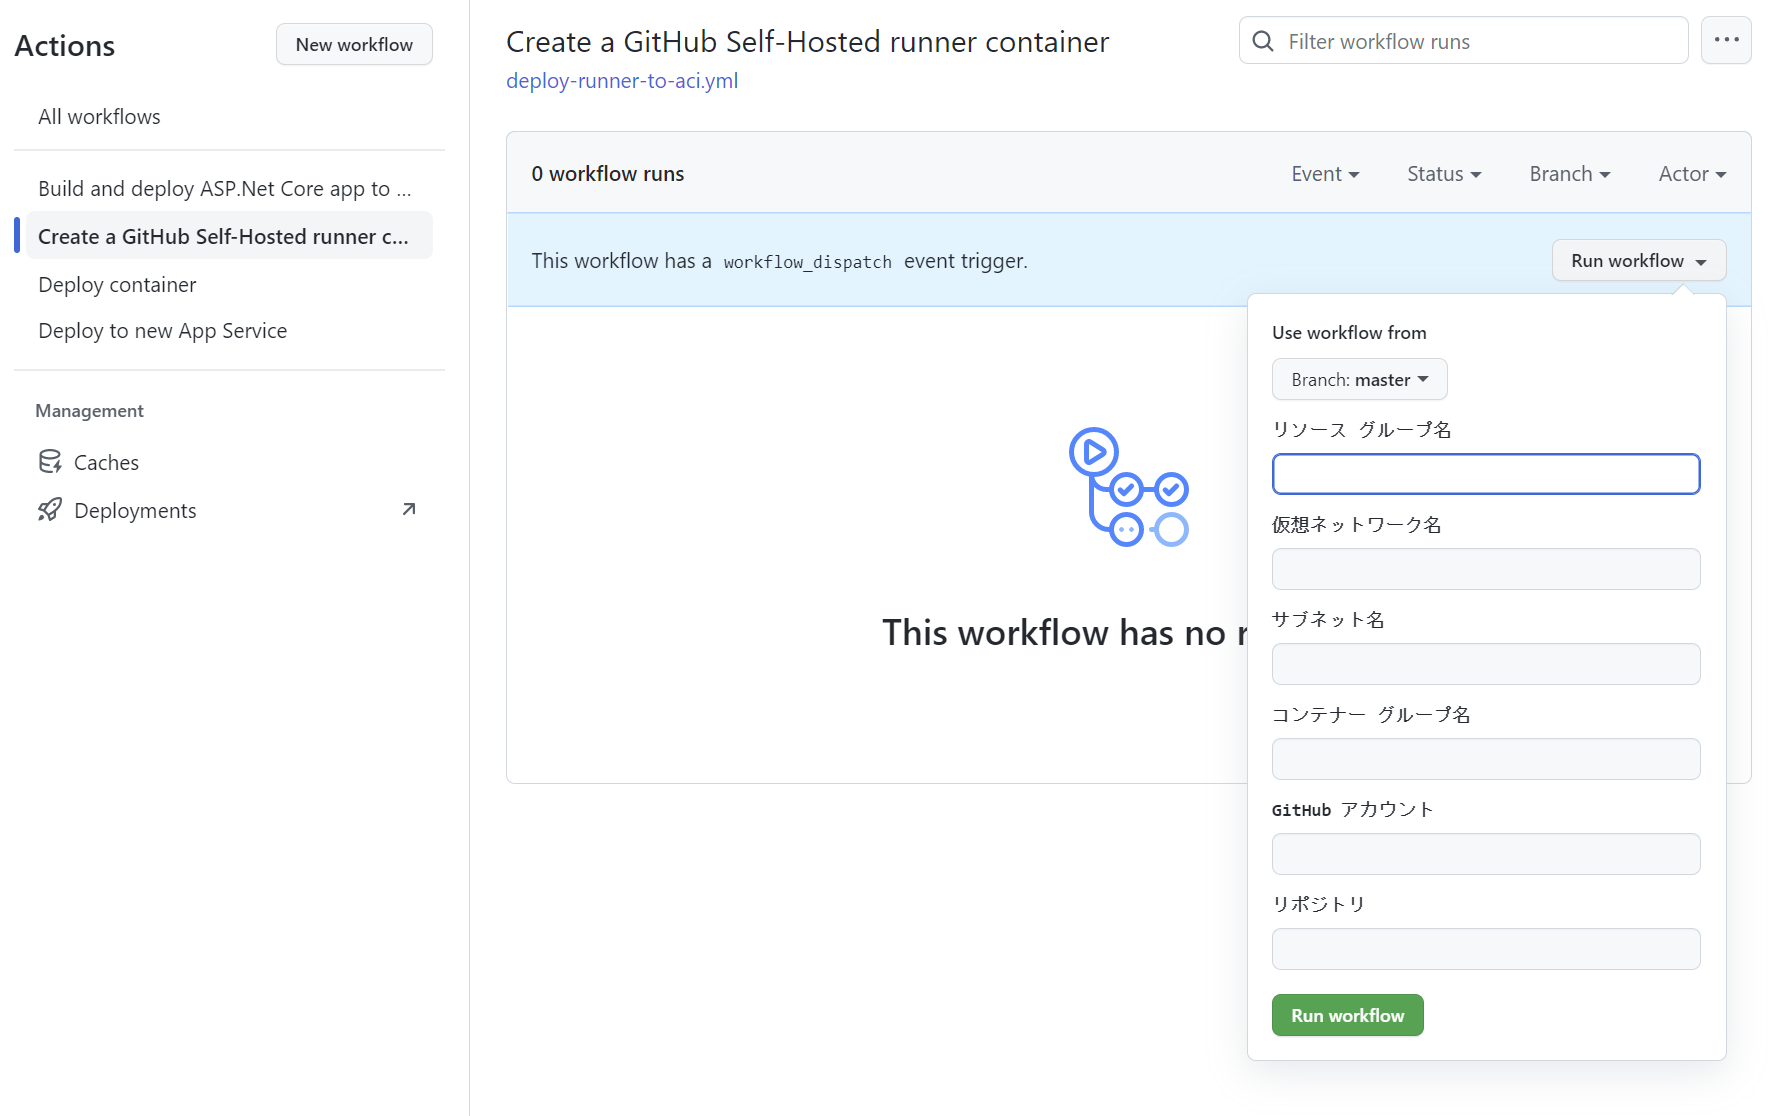 Actions
New workflow
All workflows
Build and deploy ASP.Net Core app to ...
Create a GitHub Self-Hosted runner c...
Deploy container
Deploy to new App Service
Management
Caches
Deployments
Create a GitHub Self-Hosted runner container
deploy-runner-to-aci.yml
Filter workflow runs
0 workflow runs
Event
Status
Branch
Actor
This workflow has a workflow_dispatch event trigger.
Run workflow
This workflow has no r
Use workflow from
Branch: master
リソース グループ名
仮想ネットワーク名
サブネット名
コンテナー グループ名
GitHub アカウント
リポジトリ
Run workflow